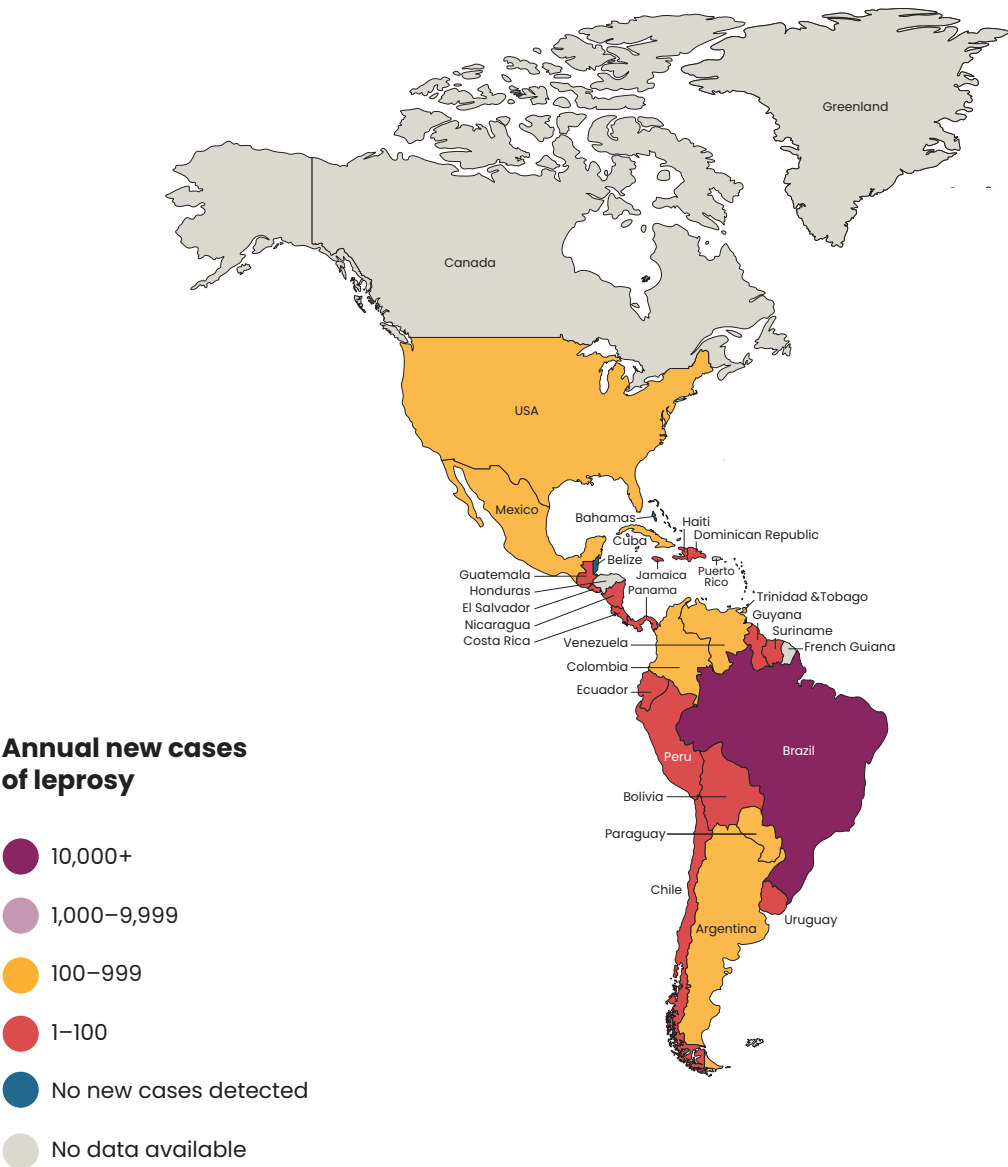 Greenland
Canada
USA
Mexico
Bahamas
Haiti
Dominican Republic
Cuba
Belize
Guatemala
Jamaica
Puerto
Rico
Honduras
Panama
El Salvador
Trinidad &Tobago
Nicaragua
Guyana
Costa Rica
Suriname
Venezuela
French Guiana
Colombia
Ecuador
Peru
Brazil
Bolivia
Paraguay
Chile
Uruguay
Argentina
Annual new cases
of leprosy
10,000+
1,000–9,999
100–999
1–100
No new cases detected
No data available